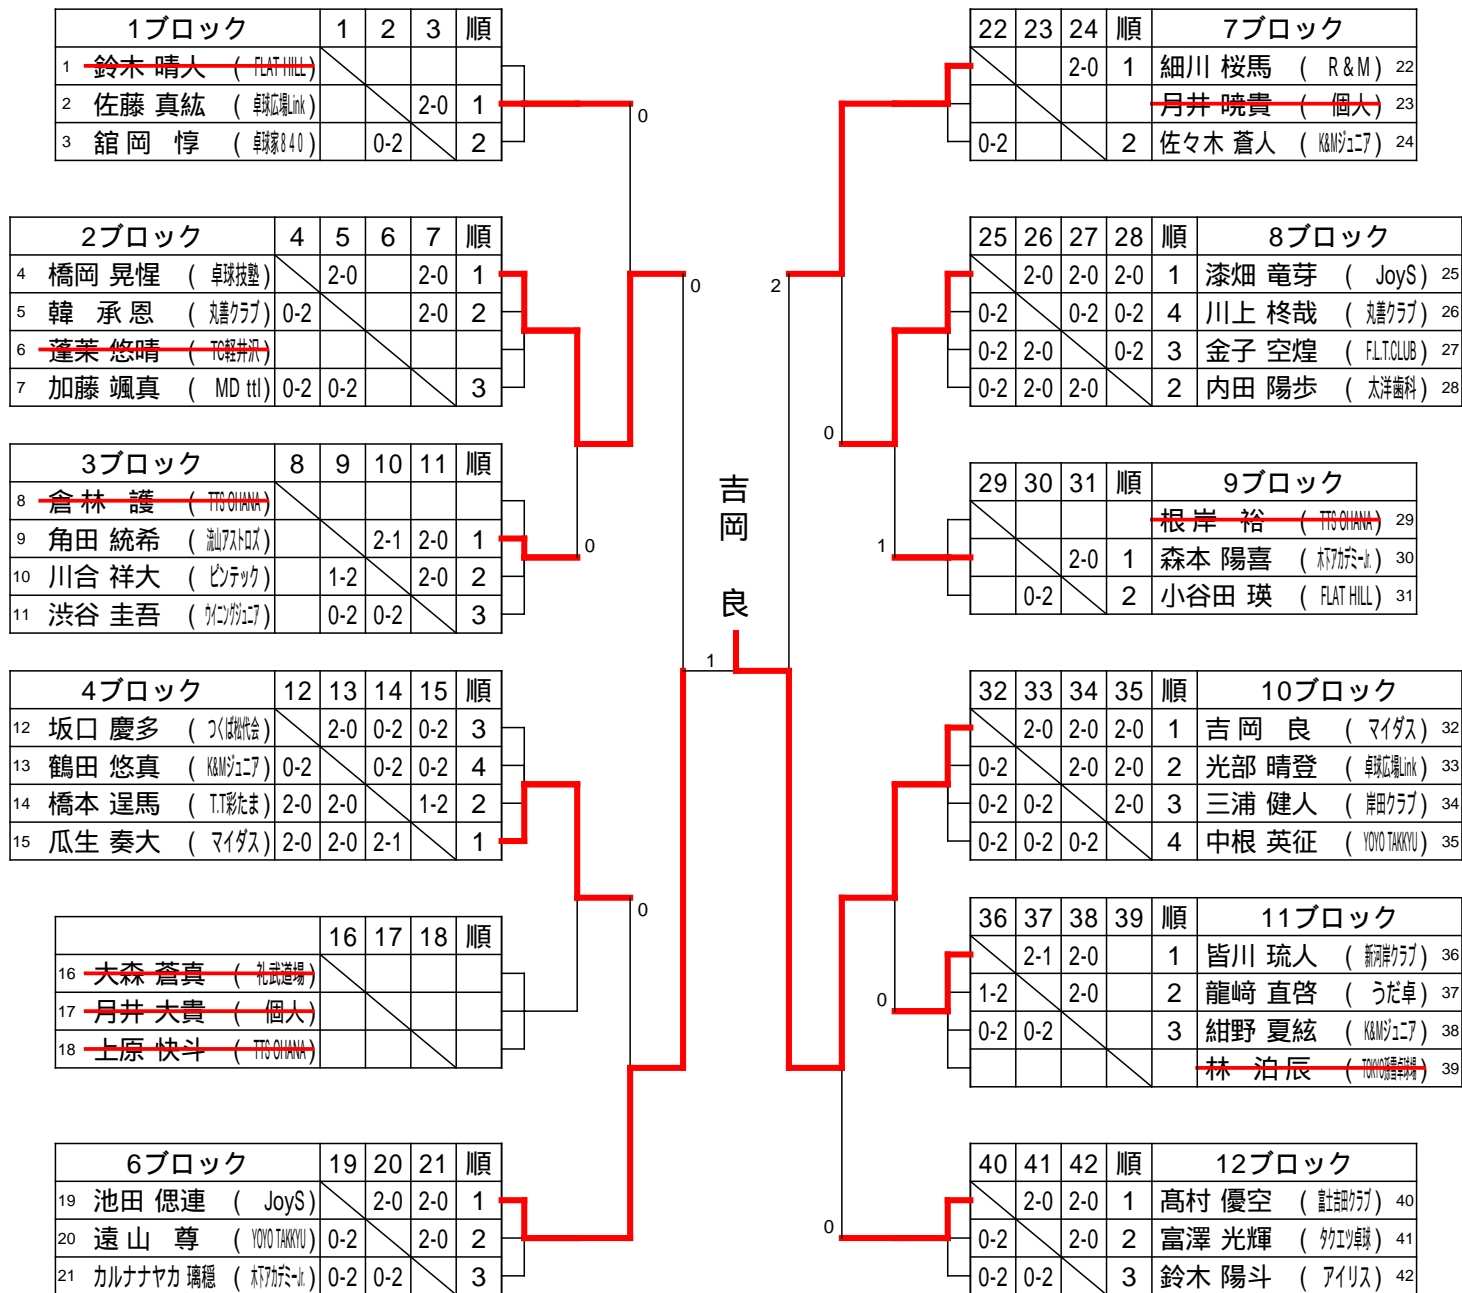 1ブロック 1 2 3 順
1 鈴木 晴人 ( FLAT HILL )
2 佐藤 真紘 ( 卓球広場Link ) 2-0 1
3 舘岡 惇 ( 卓球家840 ) 0-2 2
0
2ブロック 4 5 6 7 順
4 橋岡 晃惺 ( 卓球技塾 ) 2-0 2-0 1
5 韓 承恩 ( 丸善クラブ ) 0-2 2-0 2
6 蓬莱 悠晴 ( TC軽井沢 )
7 加藤 颯真 ( MD ttl ) 0-2 0-2 3
0
3ブロック 8 9 10 11 順
8 倉林 護 ( TTS OHANA )
9 角田 統希 ( 流山アストロズ ) 2-1 2-0 1
10 川合 祥大 ( ピンテック ) 1-2 2-0 2
11 渋谷 圭吾 ( ウイニングジュニア ) 0-2 0-2 3
0
4ブロック 12 13 14 15 順
12 坂口 慶多 ( つくば松代会 ) 2-0 0-2 0-2 3
13 鶴田 悠真 ( K&Mジュニア ) 0-2 0-2 0-2 4
14 橋本 逞馬 ( T.T彩たま ) 2-0 2-0 1-2 2
15 瓜生 奏大 ( マイダス ) 2-0 2-0 2-1 1
0
16 17 18 順
16 大森 蒼真 ( 礼武道場 )
17 月井 大貴 ( 個人 )
18 上原 快斗 ( TTS OHANA )
6ブロック 19 20 21 順
19 池田 偲連 ( JoyS ) 2-0 2-0 1
20 遠山 尊 ( YOYO TAKKYU ) 0-2 2-0 2
21 カルナナヤカ 璃穏 ( 木下アカデミーJr. ) 0-2 0-2 3
吉岡 良
1
22 23 24 順 7ブロック
2-0 1 細川 桜馬 ( R&M ) 22
月井 暁貴 ( 個人 ) 23
0-2 2 佐々木 蒼人 ( K&Mジュニア ) 24
2
25 26 27 28 順 8ブロック
2-0 2-0 2-0 1 漆畑 竜芽 ( JoyS ) 25
0-2 0-2 0-2 4 川上 柊哉 ( 丸善クラブ ) 26
0-2 2-0 0-2 3 金子 空煌 ( F.L.T.CLUB ) 27
0-2 2-0 2-0 2 内田 陽歩 ( 太洋歯科 ) 28
0
29 30 31 順 9ブロック
根岸 裕 ( TTS OHANA ) 29
2-0 1 森本 陽喜 ( 木下アカデミーJr. ) 30
0-2 2 小谷田 瑛 ( FLAT HILL ) 31
1
32 33 34 35 順 10ブロック
2-0 2-0 2-0 1 吉岡 良 ( マイダス ) 32
0-2 2-0 2-0 2 光部 晴登 ( 卓球広場Link ) 33
0-2 0-2 2-0 3 三浦 健人 ( 岸田クラブ ) 34
0-2 0-2 0-2 4 中根 英征 ( YOYO TAKKYU ) 35
36 37 38 39 順 11ブロック
2-1 2-0 1 皆川 琉人 ( 新河岸クラブ ) 36
1-2 2-0 2 龍﨑 直啓 ( うだ卓 ) 37
0-2 0-2 3 紺野 夏絃 ( K&Mジュニア ) 38
林 泊辰 39
0
40 41 42 順 12ブロック
2-0 2-0 1 髙村 優空 ( 富士吉田クラブ ) 40
0-2 2-0 2 富澤 光輝 ( タクエツ卓球 ) 41
0-2 0-2 3 鈴木 陽斗 ( アイリス ) 42
0